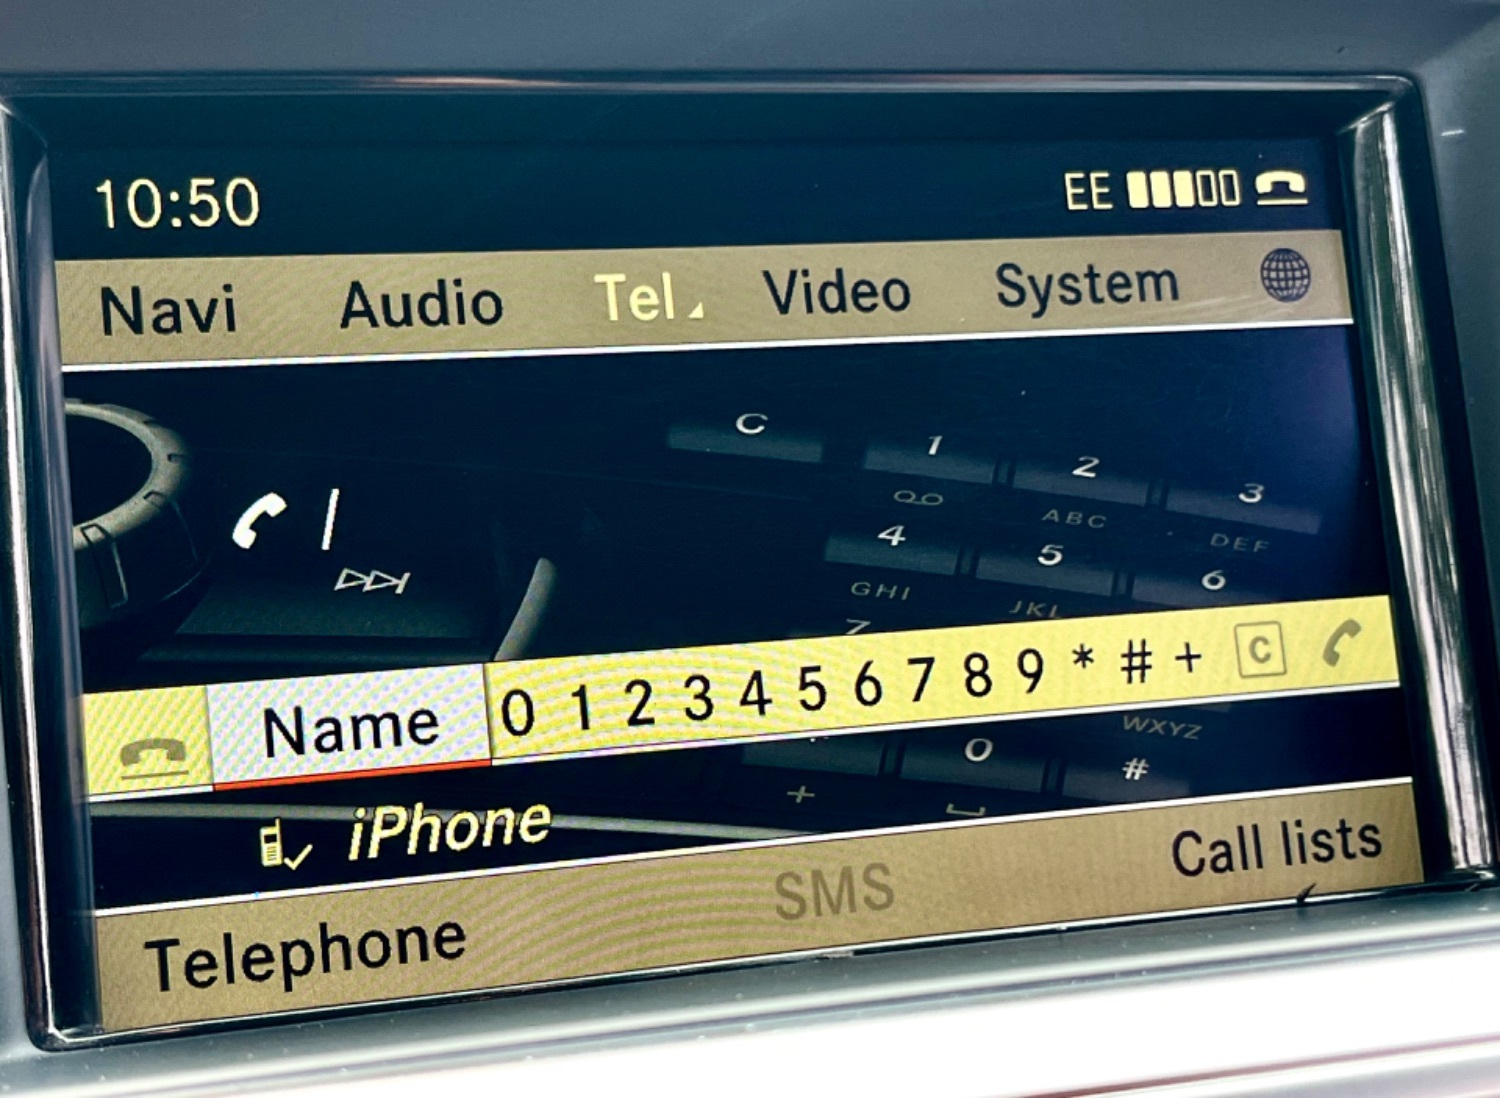 10:50 EE
Navi Audio Tel Video System
C 1 2 3
ABC DEF
4 5 6
GHI JKL
7
Name 0 1 2 3 4 5 6 7 8 9 * # + C
WXYZ
0 #
+
iPhone
Telephone SMS Call lists